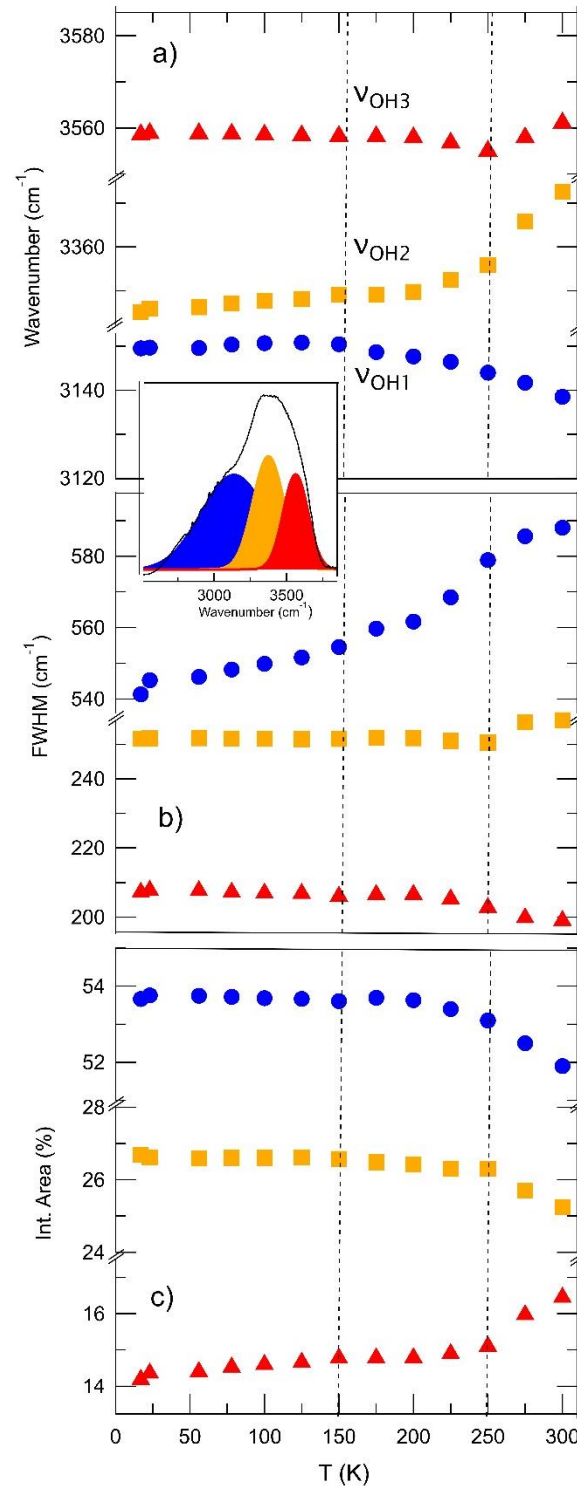 a)
3580
3560
3360
3140
3120
Wavenumber (cm⁻¹)
νOH3
νOH2
νOH1
3000
3500
Wavenumber (cm⁻¹)
580
560
540
240
220
200
FWHM (cm⁻¹)
b)
54
52
28
26
24
16
14
Int. Area (%)
c)
0
50
100
150
200
250
300
T (K)